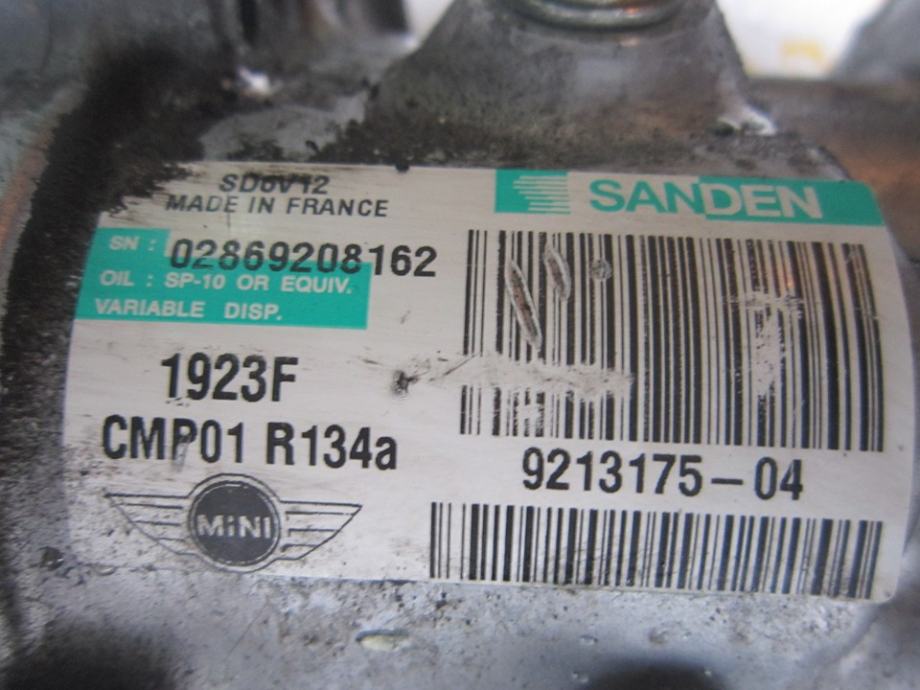 SD6V12
MADE IN FRANCE
SANDEN
SN : 02869208162
OIL : SP-10 OR EQUIV.
VARIABLE DISP.
1923F
CMP01 R134a
9213175-04
MINI